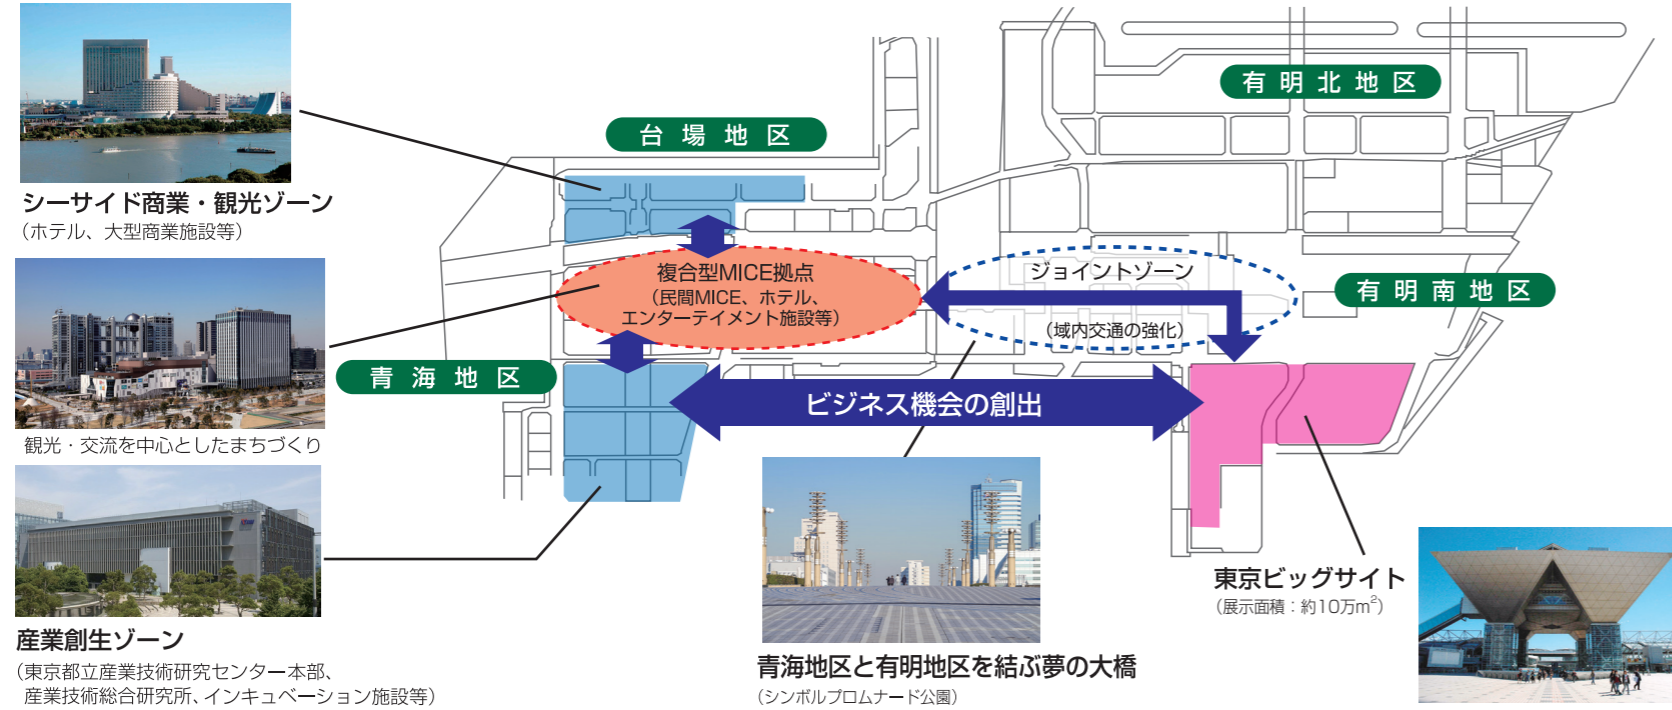 有明北地区
台場地区
シーサイド商業・観光ゾーン
（ホテル、大型商業施設等）
複合型MICE拠点
（民間MICE、ホテル、
エンターテイメント施設等）
ジョイントゾーン
（域内交通の強化）
有明南地区
青海地区
ビジネス機会の創出
観光・交流を中心としたまちづくり
産業創生ゾーン
（東京都立産業技術研究センター本部、
産業技術総合研究所、インキュベーション施設等）
青海地区と有明地区を結ぶ夢の大橋
（シンボルプロムナード公園）
東京ビッグサイト
（展示面積：約10万m²）